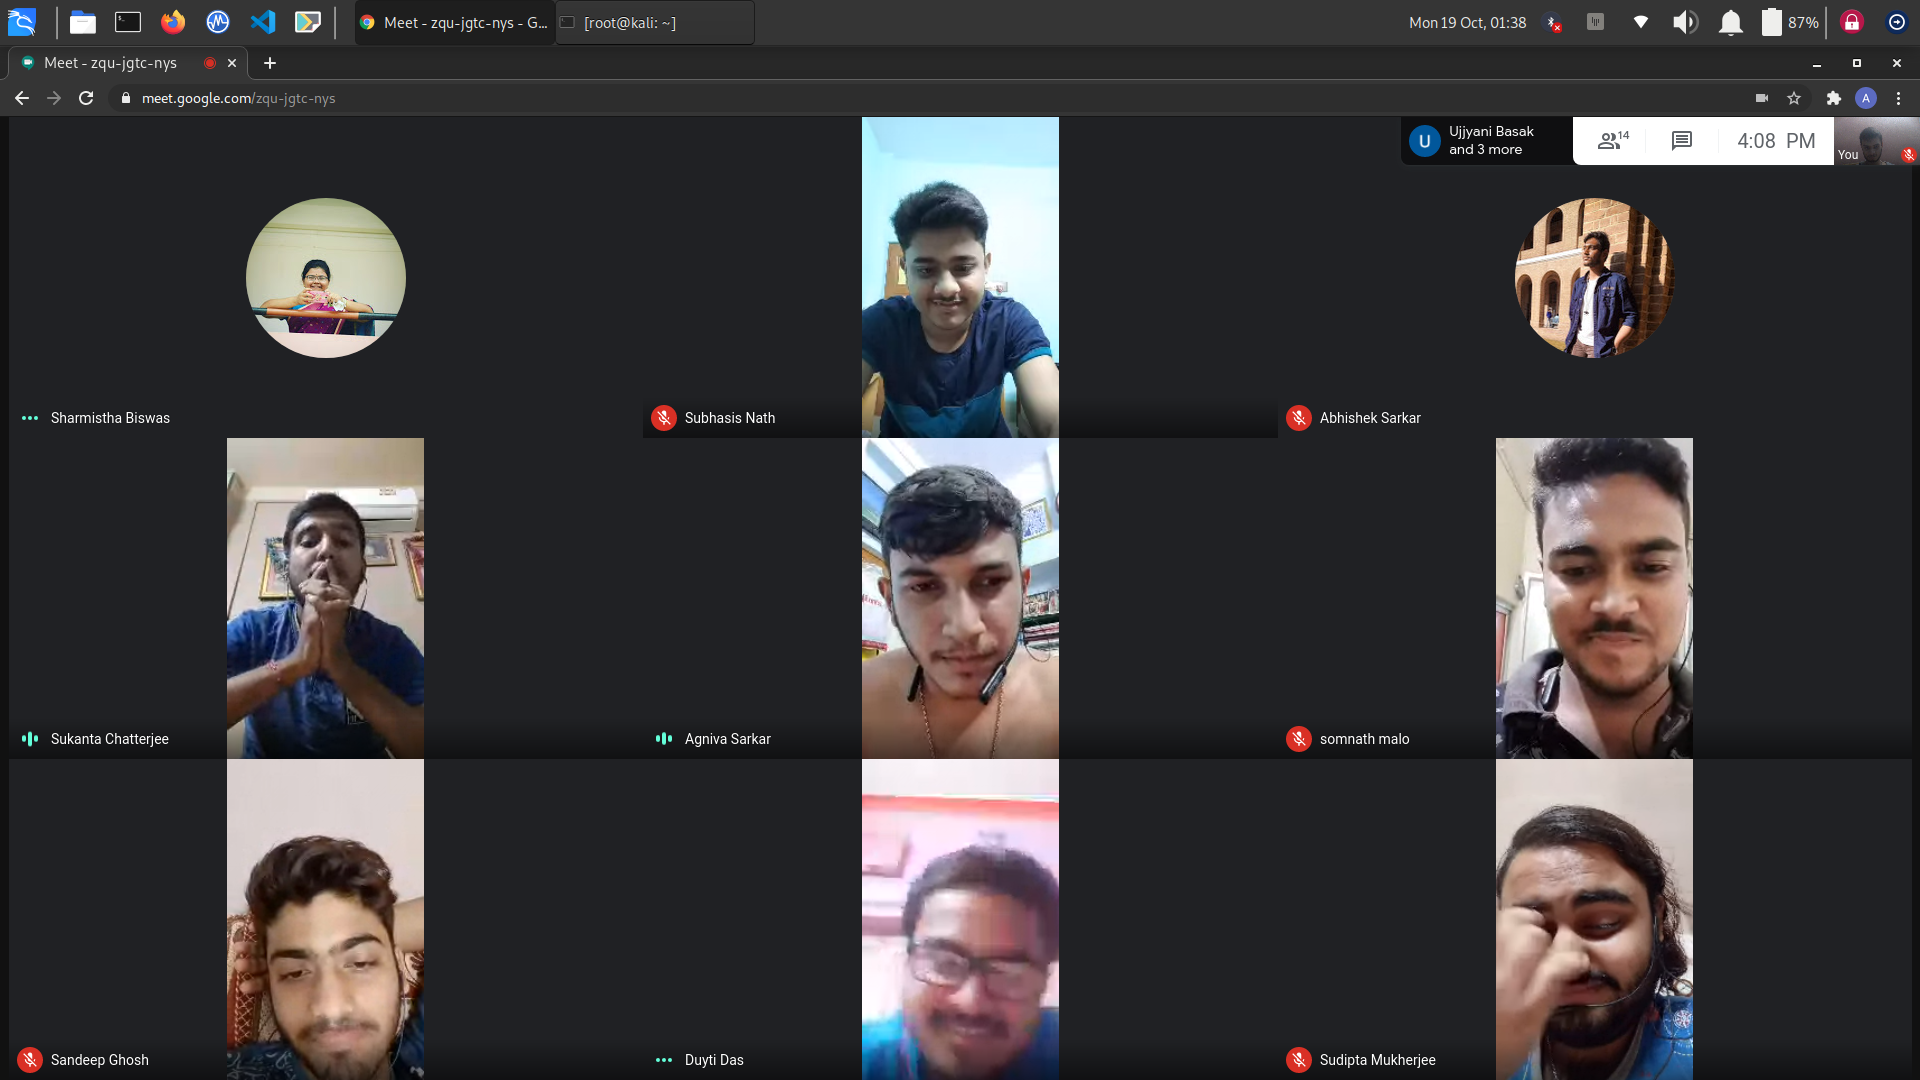 Meet - zqu-jgtc-nys - G...
[root@kali: ~]
Mon 19 Oct, 01:38
87%
Meet - zqu-jgtc-nys
meet.google.com/zqu-jgtc-nys
A
U
Ujjyani Basak
and 3 more
14
4:08 PM
You
Sharmistha Biswas
Subhasis Nath
Abhishek Sarkar
Sukanta Chatterjee
Agniva Sarkar
somnath malo
Sandeep Ghosh
Duyti Das
Sudipta Mukherjee